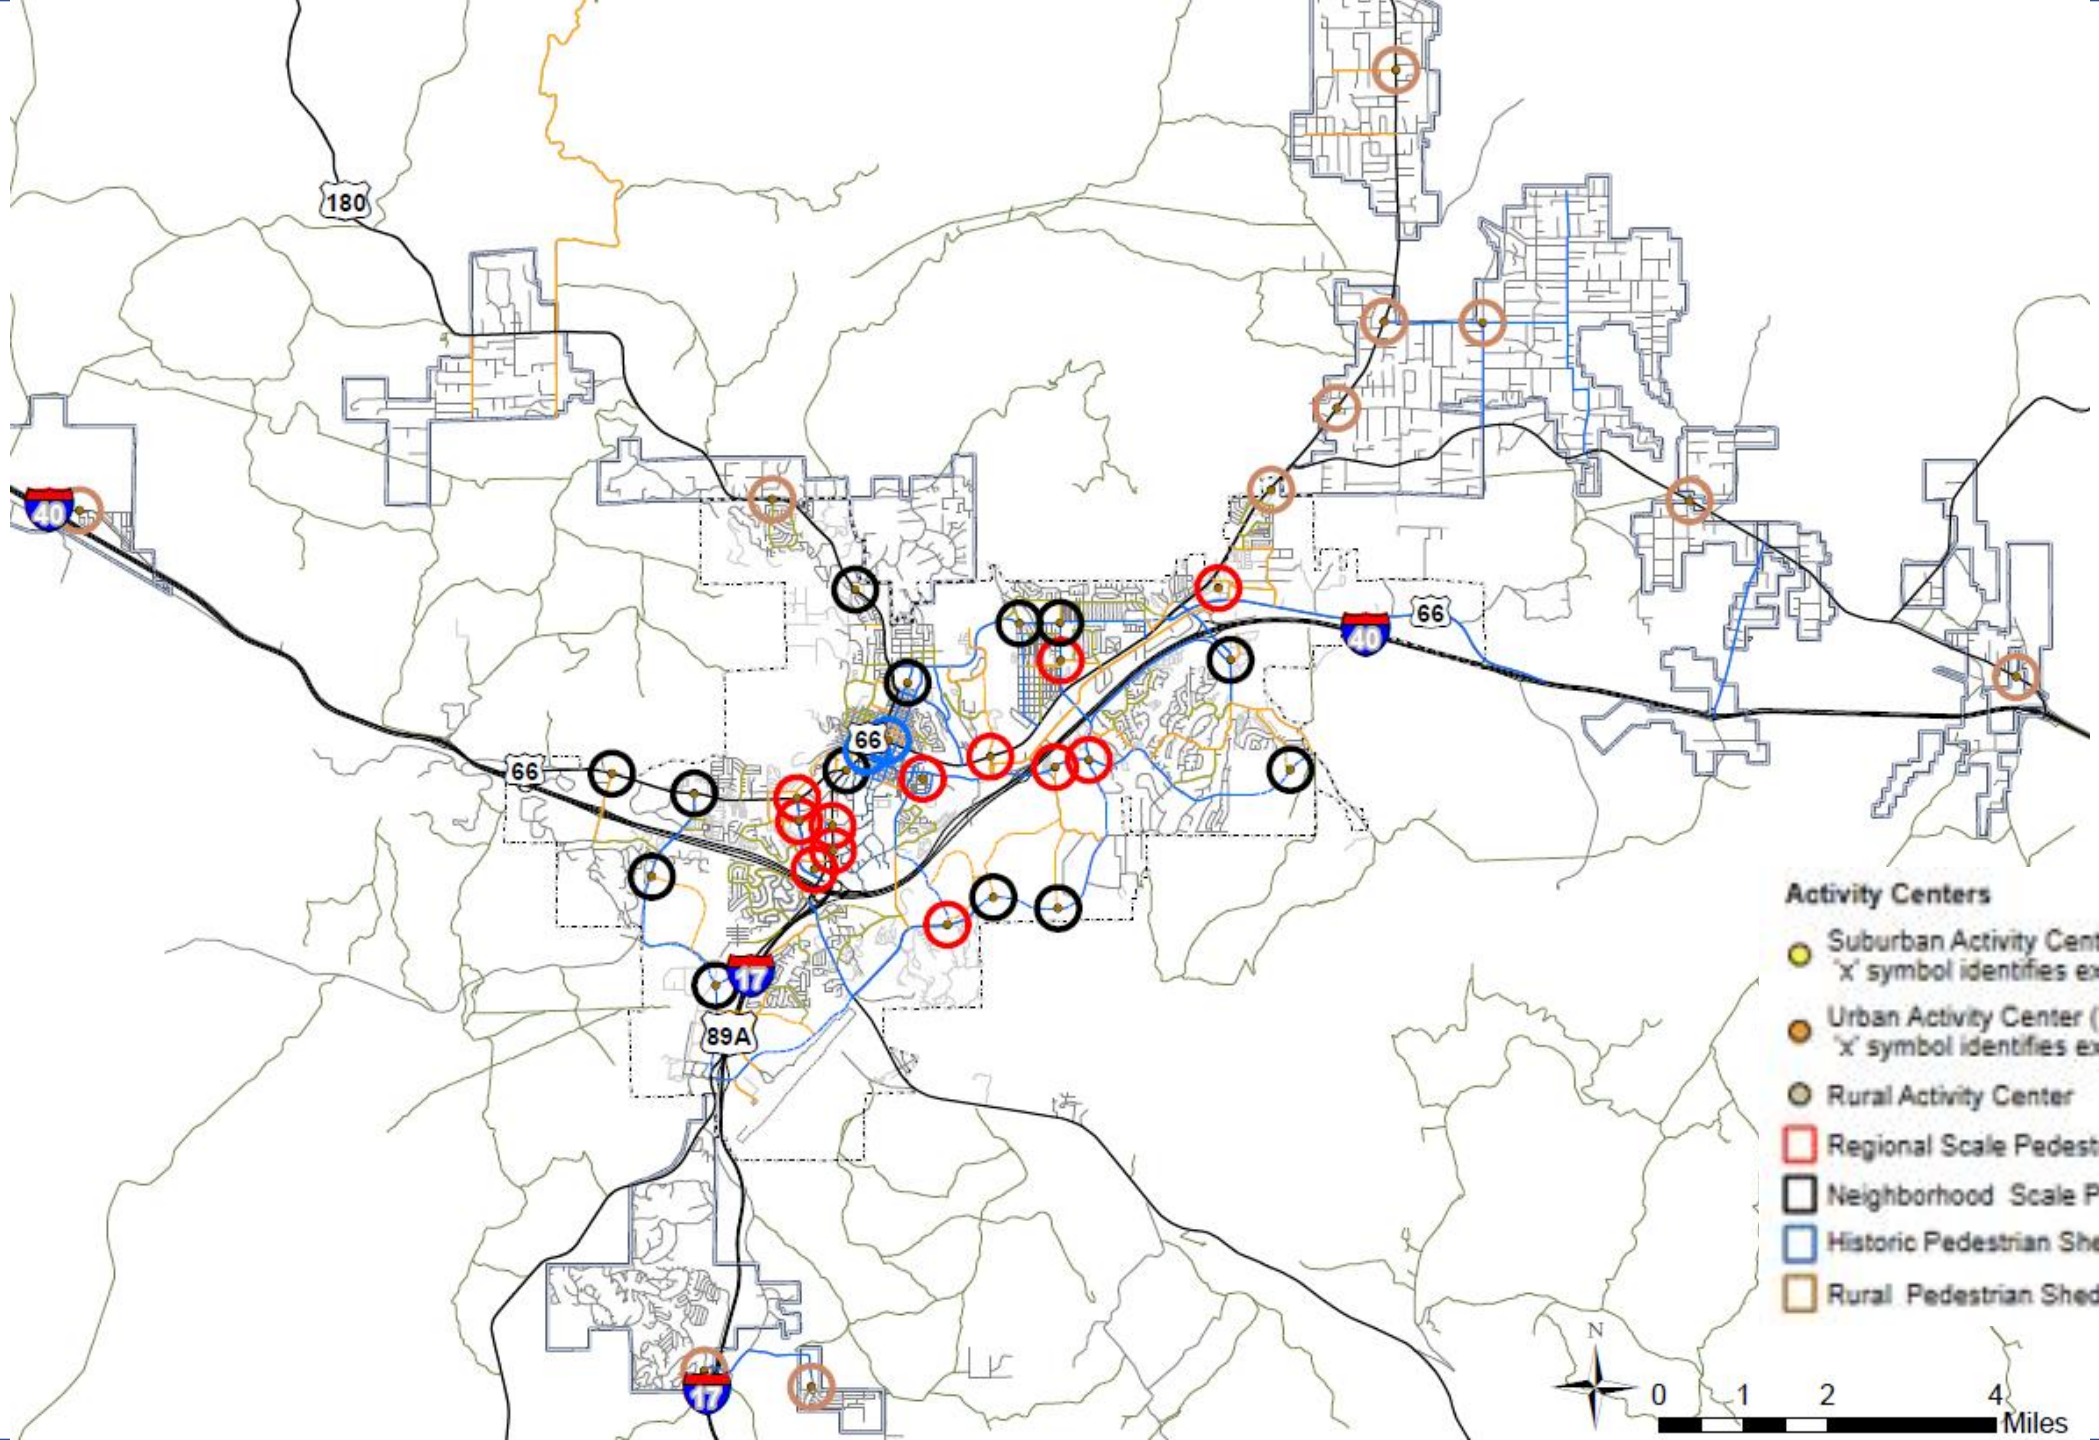 180
40
66
40
66
66
17
89A
Activity Centers
Suburban Activity Cent
'x' symbol identifies ex
Urban Activity Center (
'x' symbol identifies ex
Rural Activity Center
Regional Scale Pedest
Neighborhood Scale P
Historic Pedestrian She
Rural Pedestrian Shed
N
17
0 1 2 4
Miles